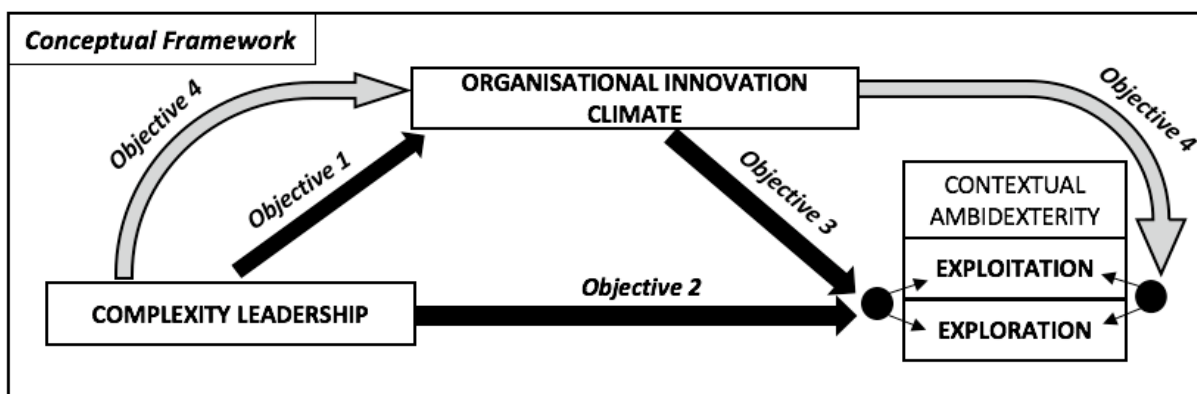 Conceptual Framework
Objective 4
ORGANISATIONAL INNOVATION
CLIMATE
Objective 4
Objective 1
Objective 3
CONTEXTUAL
AMBIDEXTERITY
EXPLOITATION
Objective 2
COMPLEXITY LEADERSHIP
EXPLORATION